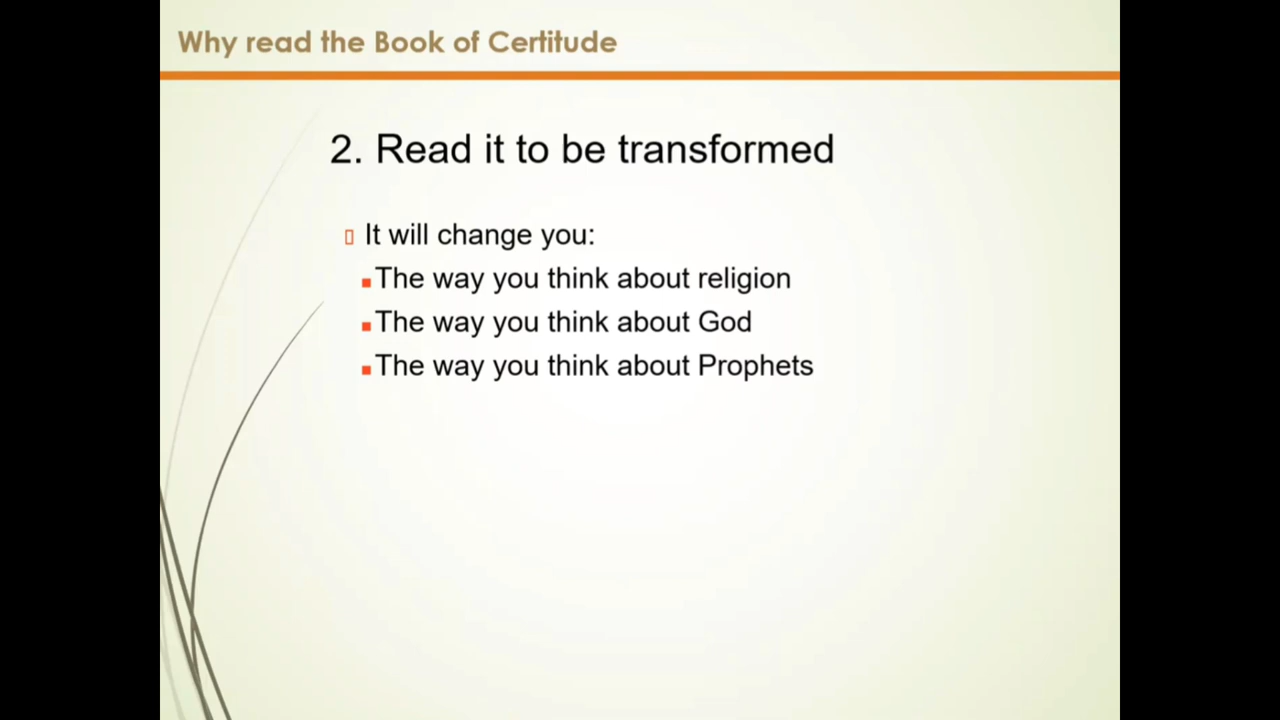 Why read the Book of Certitude
2. Read it to be transformed
It will change you:
The way you think about religion
The way you think about God
The way you think about Prophets